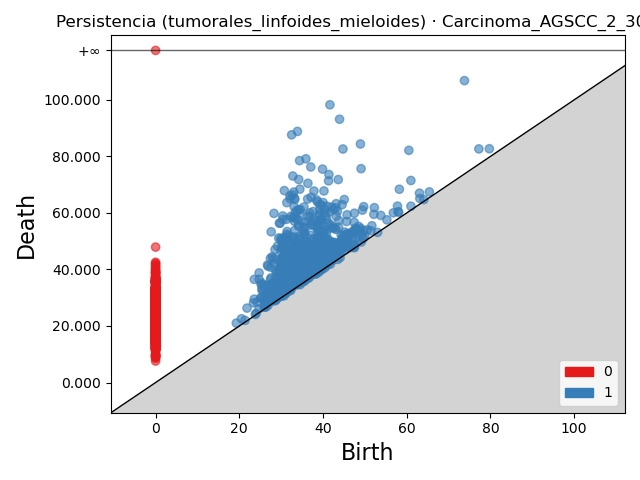 Persistencia (tumorales_linfoides_mieloides) · Carcinoma_AGSCC_2_30
+∞
100.000
80.000
60.000
40.000
20.000
0.000
Death
0
1
0 20 40 60 80 100
Birth